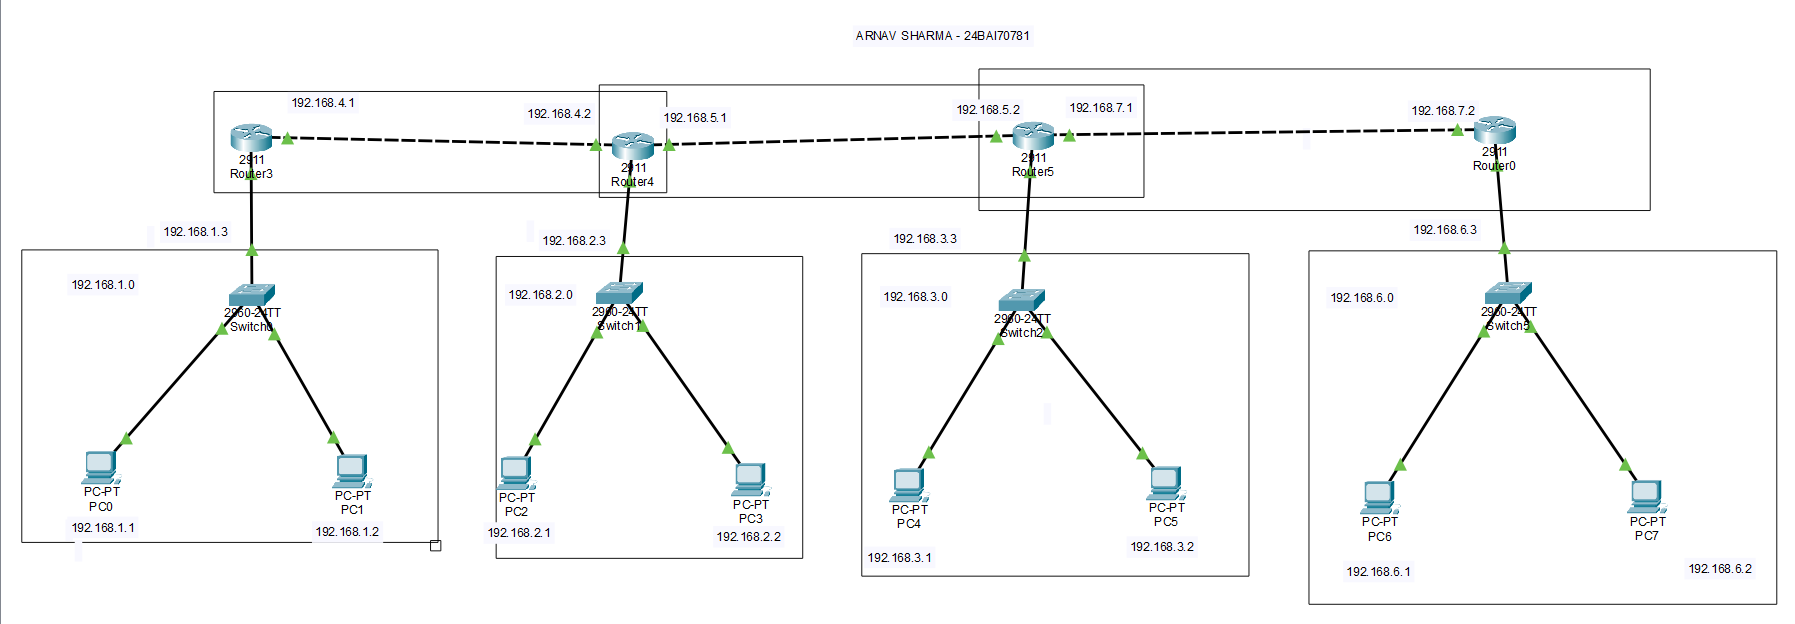 ARNAV SHARMA - 24BAI70781
192.168.4.1
192.168.4.2
192.168.5.1
192.168.5.2
192.168.7.1
192.168.7.2
2911
Router3
2911
Router4
2911
Router5
2911
Router0
192.168.1.3
192.168.2.3
192.168.3.3
192.168.6.3
192.168.1.0
192.168.2.0
192.168.3.0
192.168.6.0
2960-24TT
Switch0
2960-24TT
Switch1
2960-24TT
Switch2
2960-24TT
Switch5
PC-PT
PC0
192.168.1.1
PC-PT
PC1
192.168.1.2
PC-PT
PC2
192.168.2.1
PC-PT
PC3
192.168.2.2
PC-PT
PC4
192.168.3.1
PC-PT
PC5
192.168.3.2
PC-PT
PC6
192.168.6.1
PC-PT
PC7
192.168.6.2